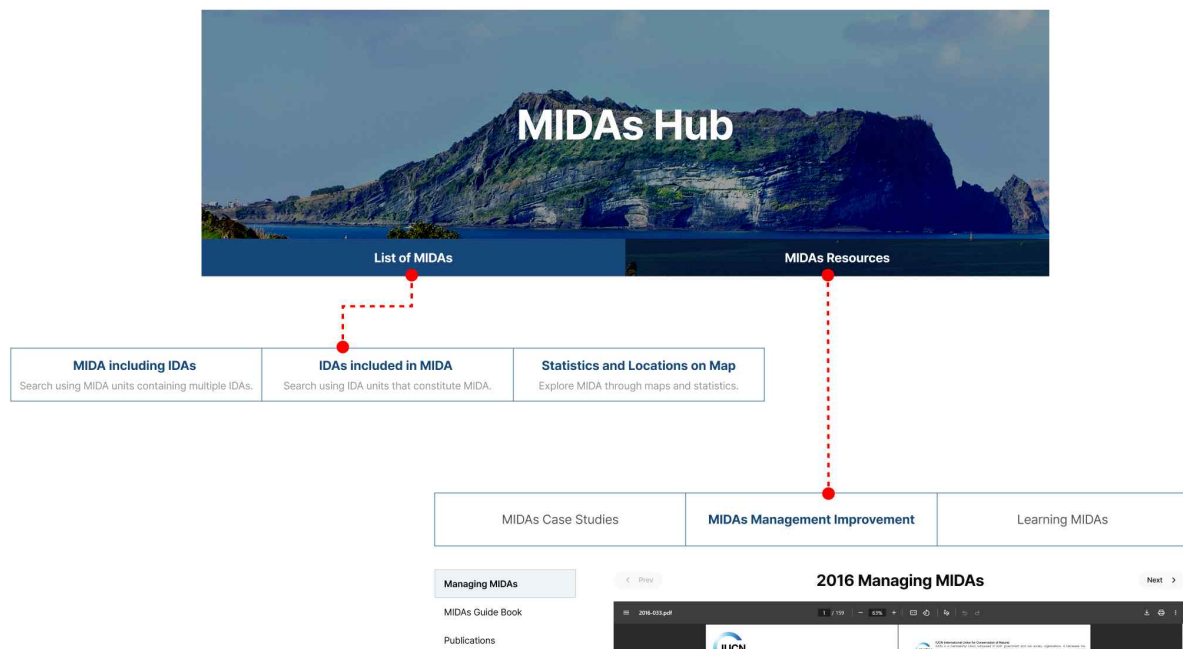 MIDAs Hub
List of MIDAs
MIDAs Resources
MIDA including IDAs
Search using MIDA units containing multiple IDAs.
IDAs included in MIDA
Search using IDA units that constitute MIDA.
Statistics and Locations on Map
Explore MIDA through maps and statistics.
MIDAs Case Studies
MIDAs Management Improvement
Learning MIDAs
Managing MIDAs
MIDAs Guide Book
Publications
< Prev
2016 Managing MIDAs
Next >
2016-033.pdf
1 / 159
63%
IUCN